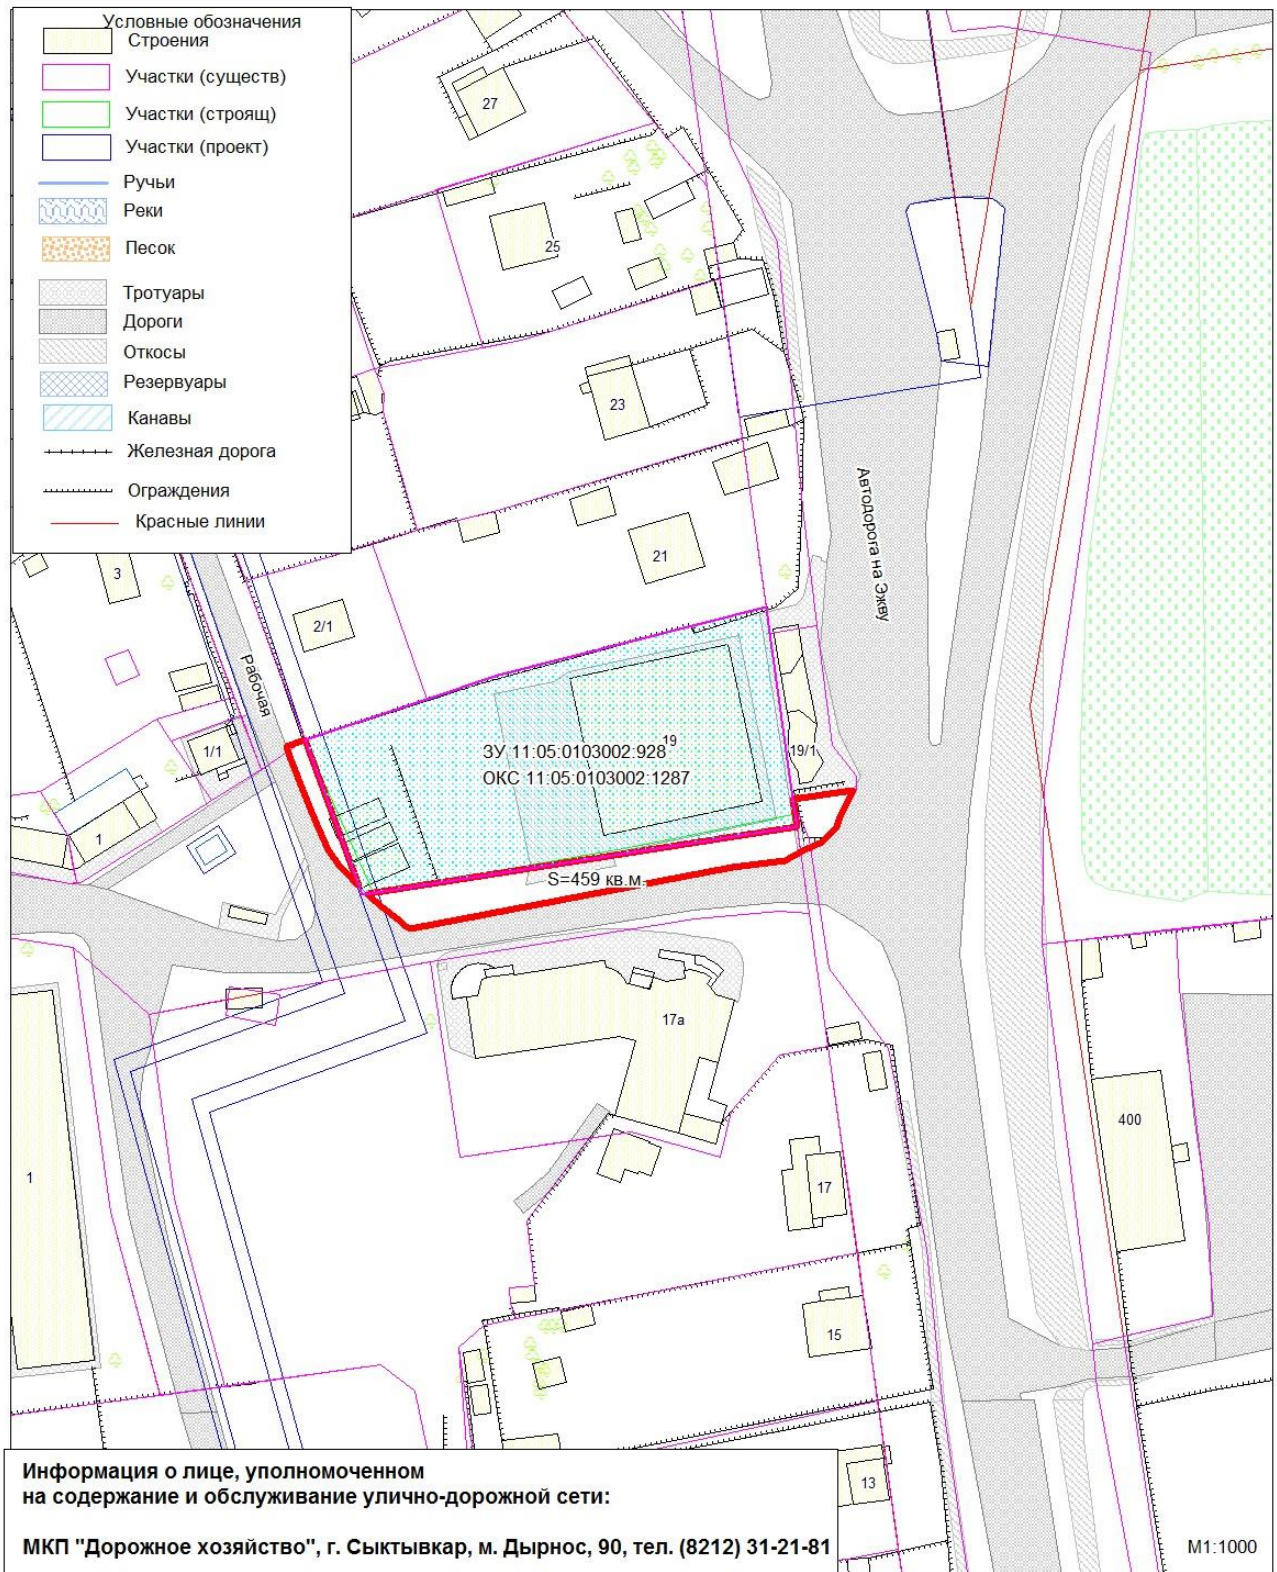 Условные обозначения
Строения
Участки (существ)
Участки (строящ)
Участки (проект)
Ручьи
Реки
Песок
Тротуары
Дороги
Откосы
Резервуары
Канавы
Железная дорога
Ограждения
Красные линии
27
25
23
21
3
2/1
Рабочая
Автодорога на Эжву
1/1
1
19
ЗУ 11:05:0103002:928
ОКС 11:05:0103002:1287
19/1
S=459 кв.м.
17а
400
1
17
15
13
Информация о лице, уполномоченном
на содержание и обслуживание улично-дорожной сети:
МКП "Дорожное хозяйство", г. Сыктывкар, м. Дырнос, 90, тел. (8212) 31-21-81
М1:1000